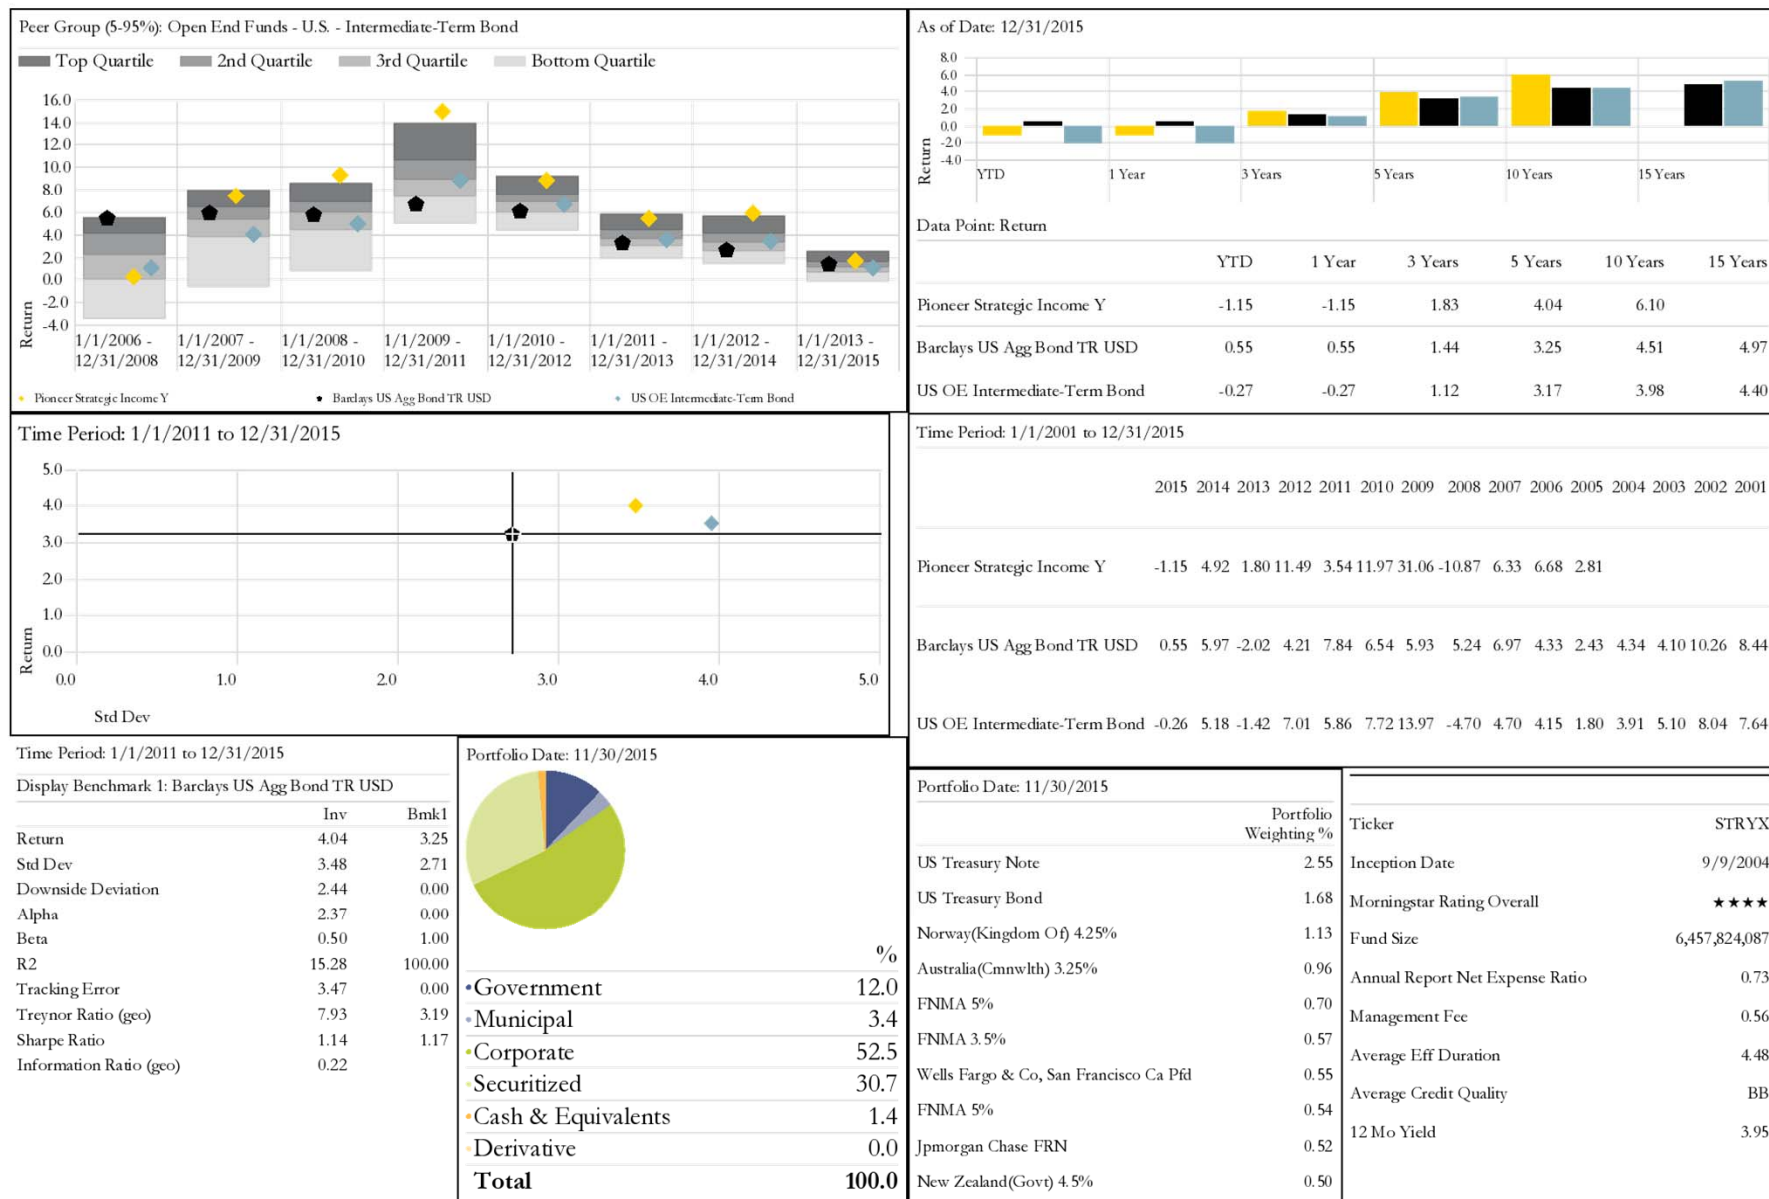 Peer Group (5-95%): Open End Funds - U.S. - Intermediate-Term Bond
Top Quartile 2nd Quartile 3rd Quartile Bottom Quartile
16.0
14.0
12.0
10.0
8.0
6.0
4.0
2.0
0.0
-2.0
-4.0
Return
1/1/2006 - 1/1/2007 - 1/1/2008 - 1/1/2009 - 1/1/2010 - 1/1/2011 - 1/1/2012 - 1/1/2013 -
12/31/2008 12/31/2009 12/31/2010 12/31/2011 12/31/2012 12/31/2013 12/31/2014 12/31/2015
Pioneer Strategic Income Y Barclays US Agg Bond TR USD US OE Intermediate-Term Bond
As of Date: 12/31/2015
8.0
6.0
4.0
2.0
0.0
-2.0
-4.0
Return
YTD 1 Year 3 Years 5 Years 10 Years 15 Years
Data Point: Return
YTD 1 Year 3 Years 5 Years 10 Years 15 Years
Pioneer Strategic Income Y -1.15 -1.15 1.83 4.04 6.10
Barclays US Agg Bond TR USD 0.55 0.55 1.44 3.25 4.51 4.97
US OE Intermediate-Term Bond -0.27 -0.27 1.12 3.17 3.98 4.40
Time Period: 1/1/2011 to 12/31/2015
5.0
4.0
3.0
2.0
1.0
0.0
Return
0.0 1.0 2.0 3.0 4.0 5.0
Std Dev
Time Period: 1/1/2001 to 12/31/2015
2015 2014 2013 2012 2011 2010 2009 2008 2007 2006 2005 2004 2003 2002 2001
Pioneer Strategic Income Y -1.15 4.92 1.80 11.49 3.54 11.97 31.06 -10.87 6.33 6.68 2.81
Barclays US Agg Bond TR USD 0.55 5.97 -2.02 4.21 7.84 6.54 5.93 5.24 6.97 4.33 2.43 4.34 4.10 10.26 8.44
US OE Intermediate-Term Bond -0.26 5.18 -1.42 7.01 5.86 7.72 13.97 -4.70 4.70 4.15 1.80 3.91 5.10 8.04 7.64
Time Period: 1/1/2011 to 12/31/2015
Display Benchmark 1: Barclays US Agg Bond TR USD
Inv Bmk1
Return 4.04 3.25
Std Dev 3.48 2.71
Downside Deviation 2.44 0.00
Alpha 2.37 0.00
Beta 0.50 1.00
R2 15.28 100.00
Tracking Error 3.47 0.00
Treynor Ratio (geo) 7.93 3.19
Sharpe Ratio 1.14 1.17
Information Ratio (geo) 0.22
Portfolio Date: 11/30/2015
%
Government 12.0
Municipal 3.4
Corporate 52.5
Securitized 30.7
Cash & Equivalents 1.4
Derivative 0.0
Total 100.0
Portfolio Date: 11/30/2015
Portfolio
Weighting %
US Treasury Note 2.55
US Treasury Bond 1.68
Norway(Kingdom Of) 4.25% 1.13
Australia(Cmnwlth) 3.25% 0.96
FNMA 5% 0.70
FNMA 3.5% 0.57
Wells Fargo & Co, San Francisco Ca Pfd 0.55
FNMA 5% 0.54
Jpmorgan Chase FRN 0.52
New Zealand(Govt) 4.5% 0.50
Ticker STRYX
Inception Date 9/9/2004
Morningstar Rating Overall ★★★★
Fund Size 6,457,824,087
Annual Report Net Expense Ratio 0.73
Management Fee 0.56
Average Eff Duration 4.48
Average Credit Quality BB
12 Mo Yield 3.95